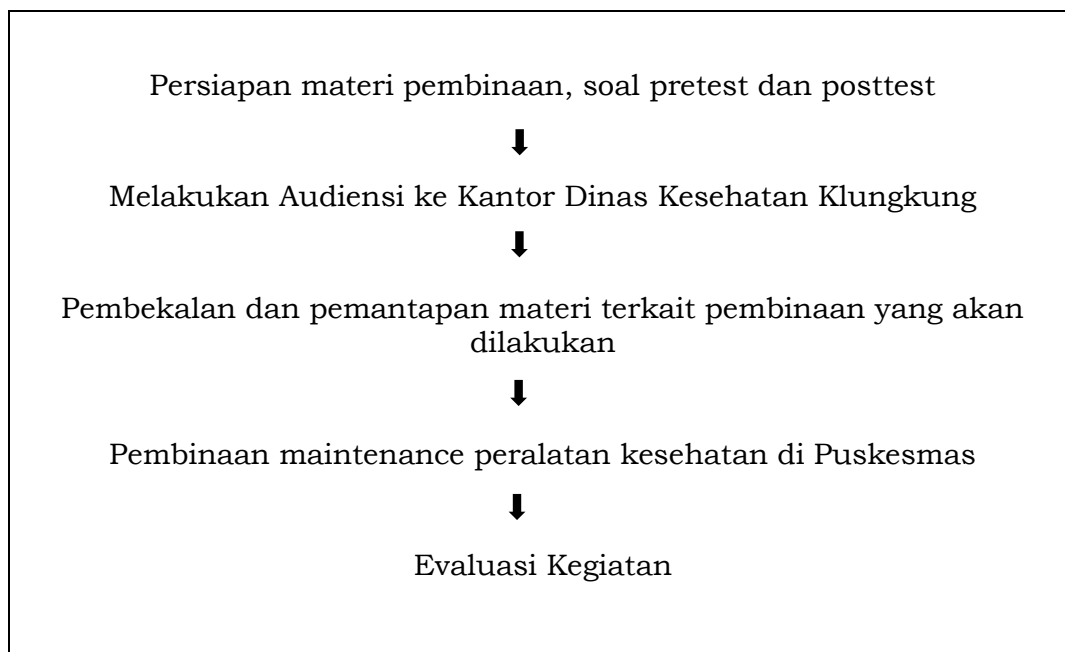 Persiapan materi pembinaan, soal pretest dan posttest
Melakukan Audiensi ke Kantor Dinas Kesehatan Klungkung
Pembekalan dan pemantapan materi terkait pembinaan yang akan
dilakukan
Pembinaan maintenance peralatan kesehatan di Puskesmas
Evaluasi Kegiatan